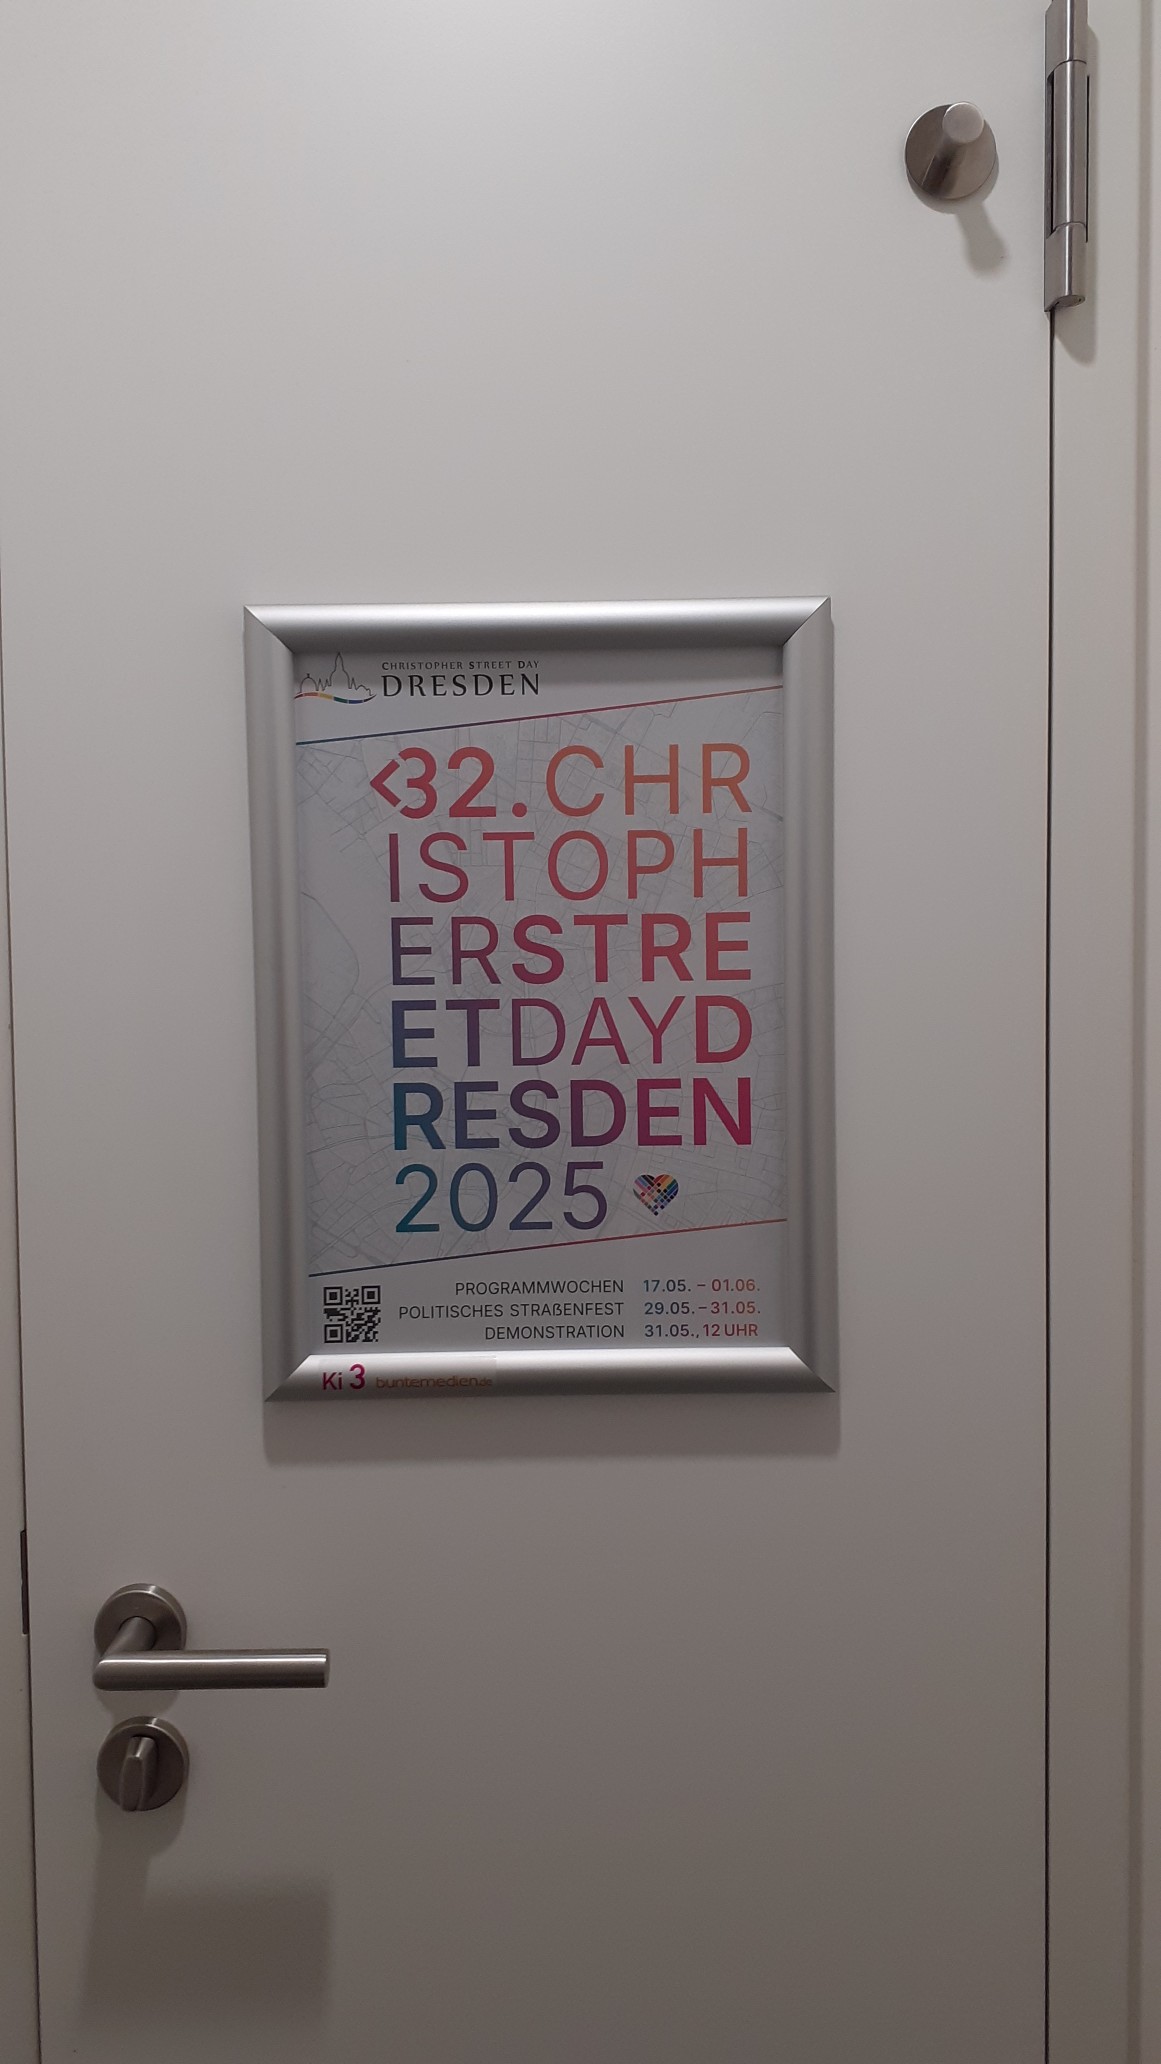 CHRISTOPHER STREET DAY
DRESDEN
<32. CHR
ISTOPH
ERSTRE
ETDAYD
RESDEN
2025
PROGRAMMWOCHEN 17.05. – 01.06.
POLITISCHES STRAßENFEST 29.05. – 31.05.
DEMONSTRATION 31.05., 12 UHR
Ki 3 buntemedien.de